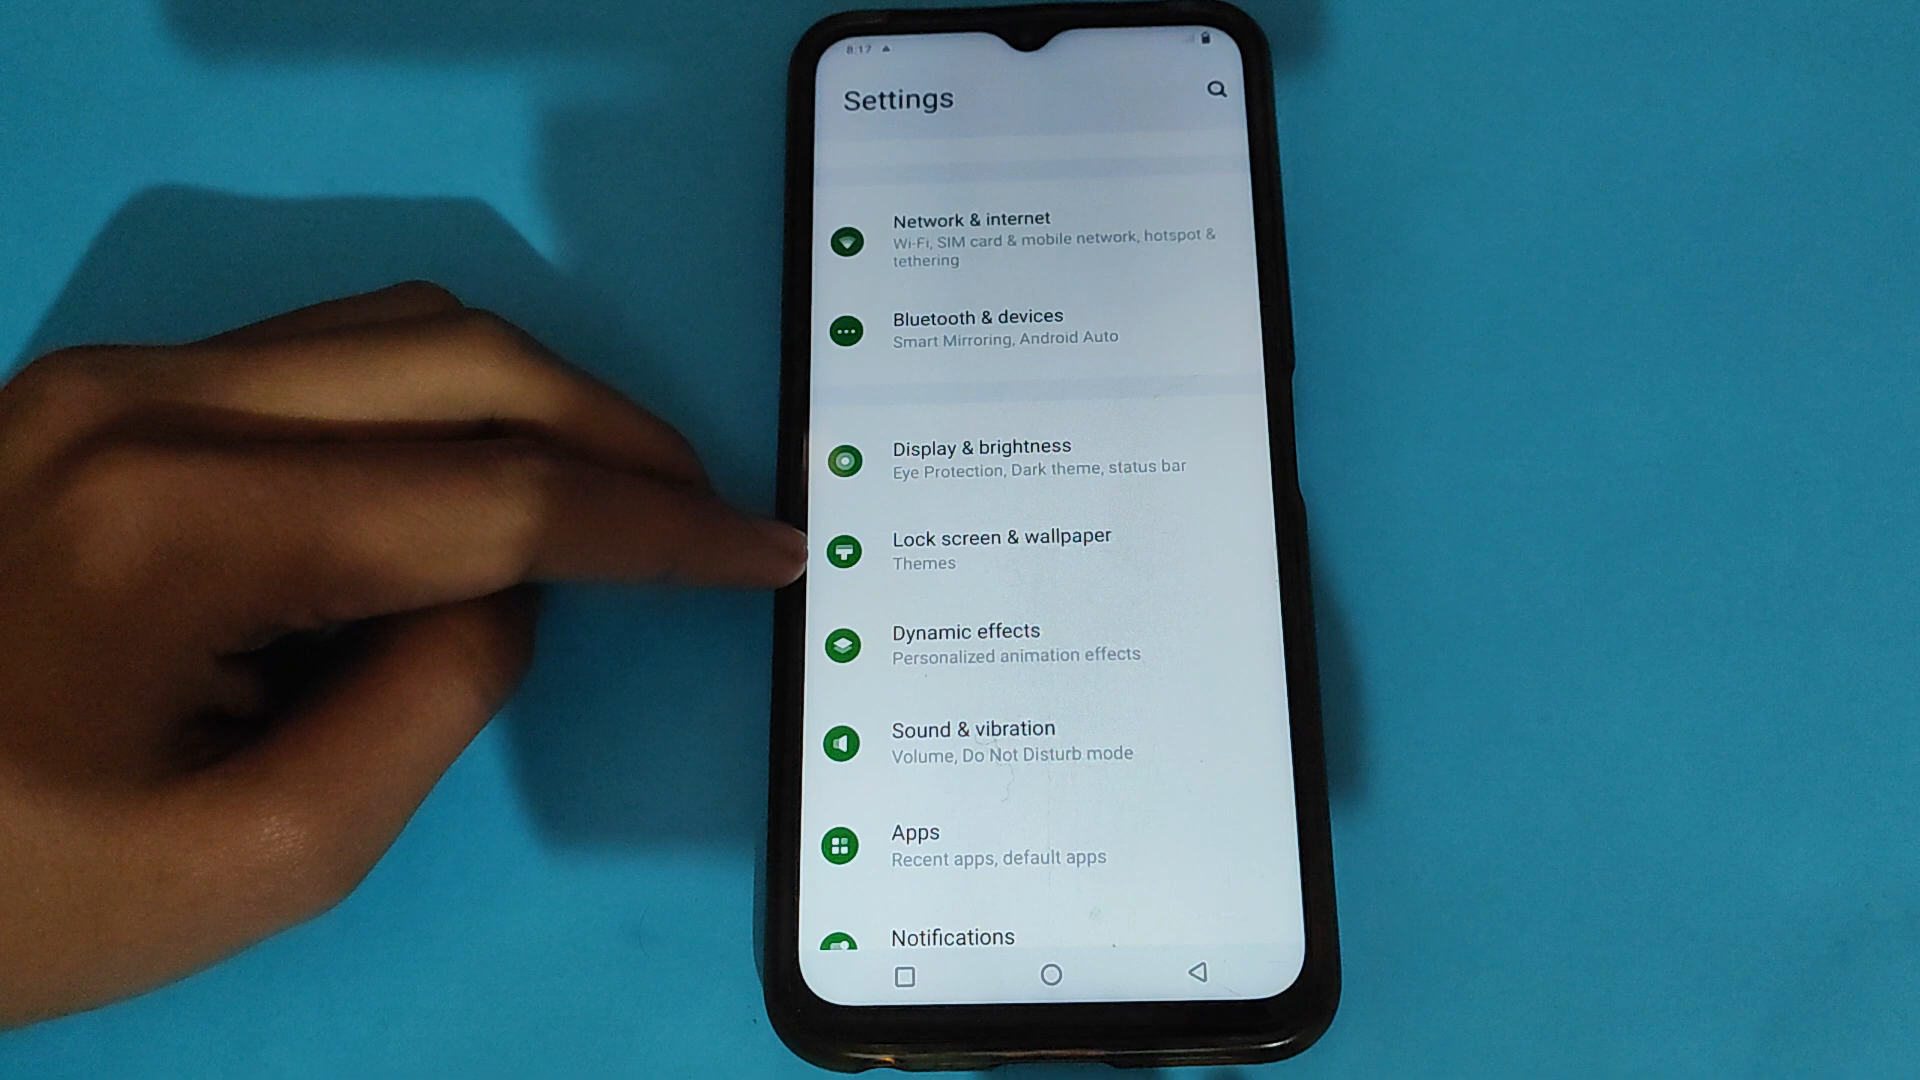 8:17
Settings
Network & internet
Wi-Fi, SIM card & mobile network, hotspot &
tethering
Bluetooth & devices
Smart Mirroring, Android Auto
Display & brightness
Eye Protection, Dark theme, status bar
Lock screen & wallpaper
Themes
Dynamic effects
Personalized animation effects
Sound & vibration
Volume, Do Not Disturb mode
Apps
Recent apps, default apps
Notifications